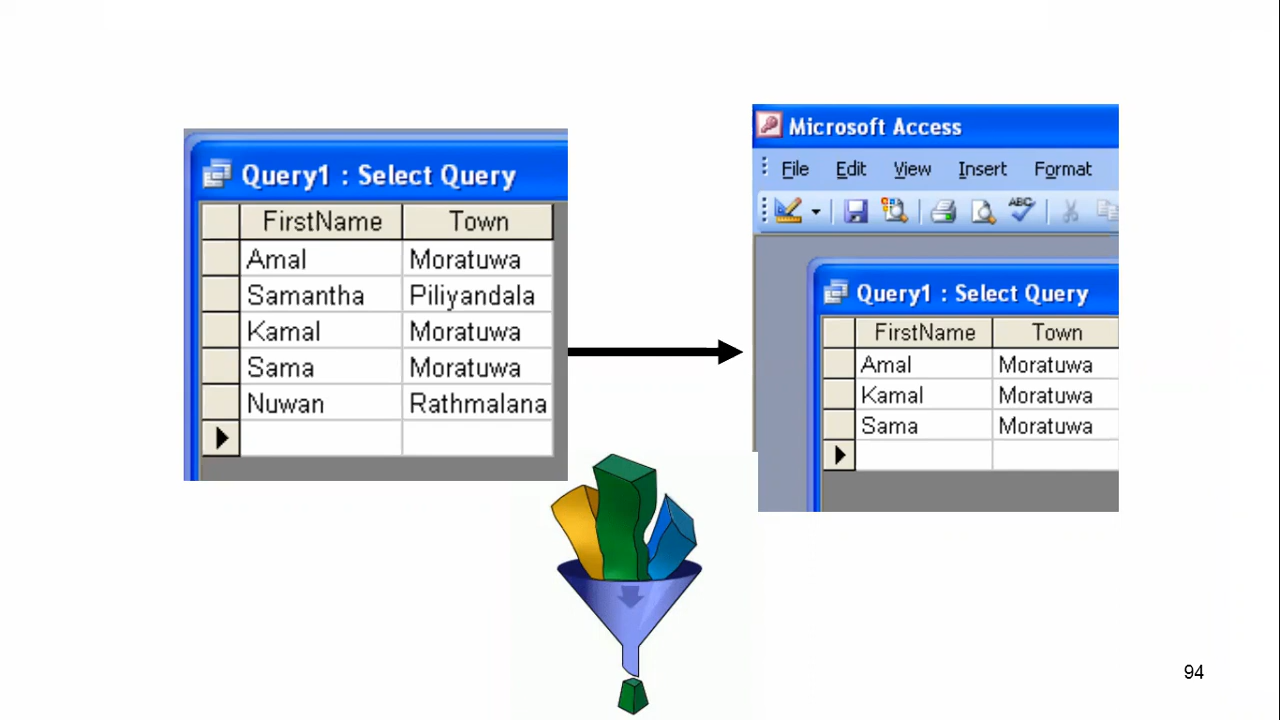 Query1 : Select Query
FirstName Town
Amal Moratuwa
Samantha Piliyandala
Kamal Moratuwa
Sama Moratuwa
Nuwan Rathmalana
Microsoft Access
File Edit View Insert Format
ABC
Query1 : Select Query
FirstName Town
Amal Moratuwa
Kamal Moratuwa
Sama Moratuwa
94